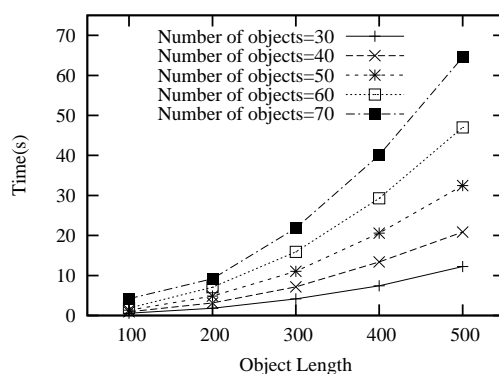 70
60
50
40
30
20
10
0
Time(s)
Number of objects=30
Number of objects=40
Number of objects=50
Number of objects=60
Number of objects=70
100 200 300 400 500
Object Length